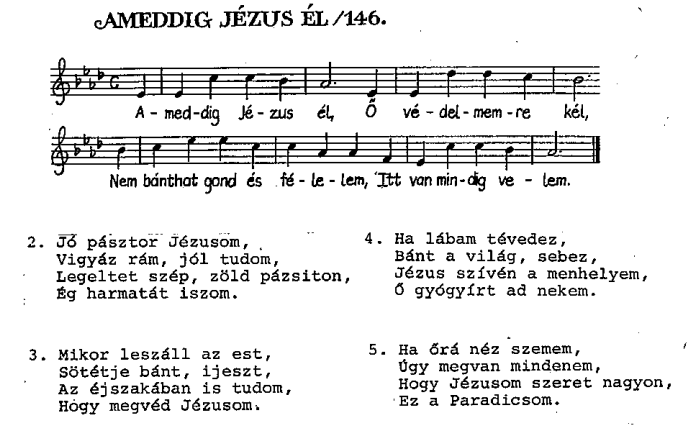 AMEDDIG JÉZUS ÉL /146.
A - med-dig Jé - zus él, Ő vé - del - mem - re kél,
Nem bánthat gond és fé - le - lem, Itt van min-dig ve - lem.
2. Jó pásztor Jézusom,
Vigyáz rám, jól tudom,
Legeltet szép, zöld pázsiton,
Ég harmatát iszom.
3. Mikor leszáll az est,
Sötétje bánt, ijeszt,
Az éjszakában is tudom,
Hogy megvéd Jézusom.
4. Ha lábam tévedez,
Bánt a világ, sebez,
Jézus szívén a menhelyem,
Ő gyógyírt ad nekem.
5. Ha őrá néz szemem,
Úgy megvan mindenem,
Hogy Jézusom szeret nagyon,
Ez a Paradicsom.